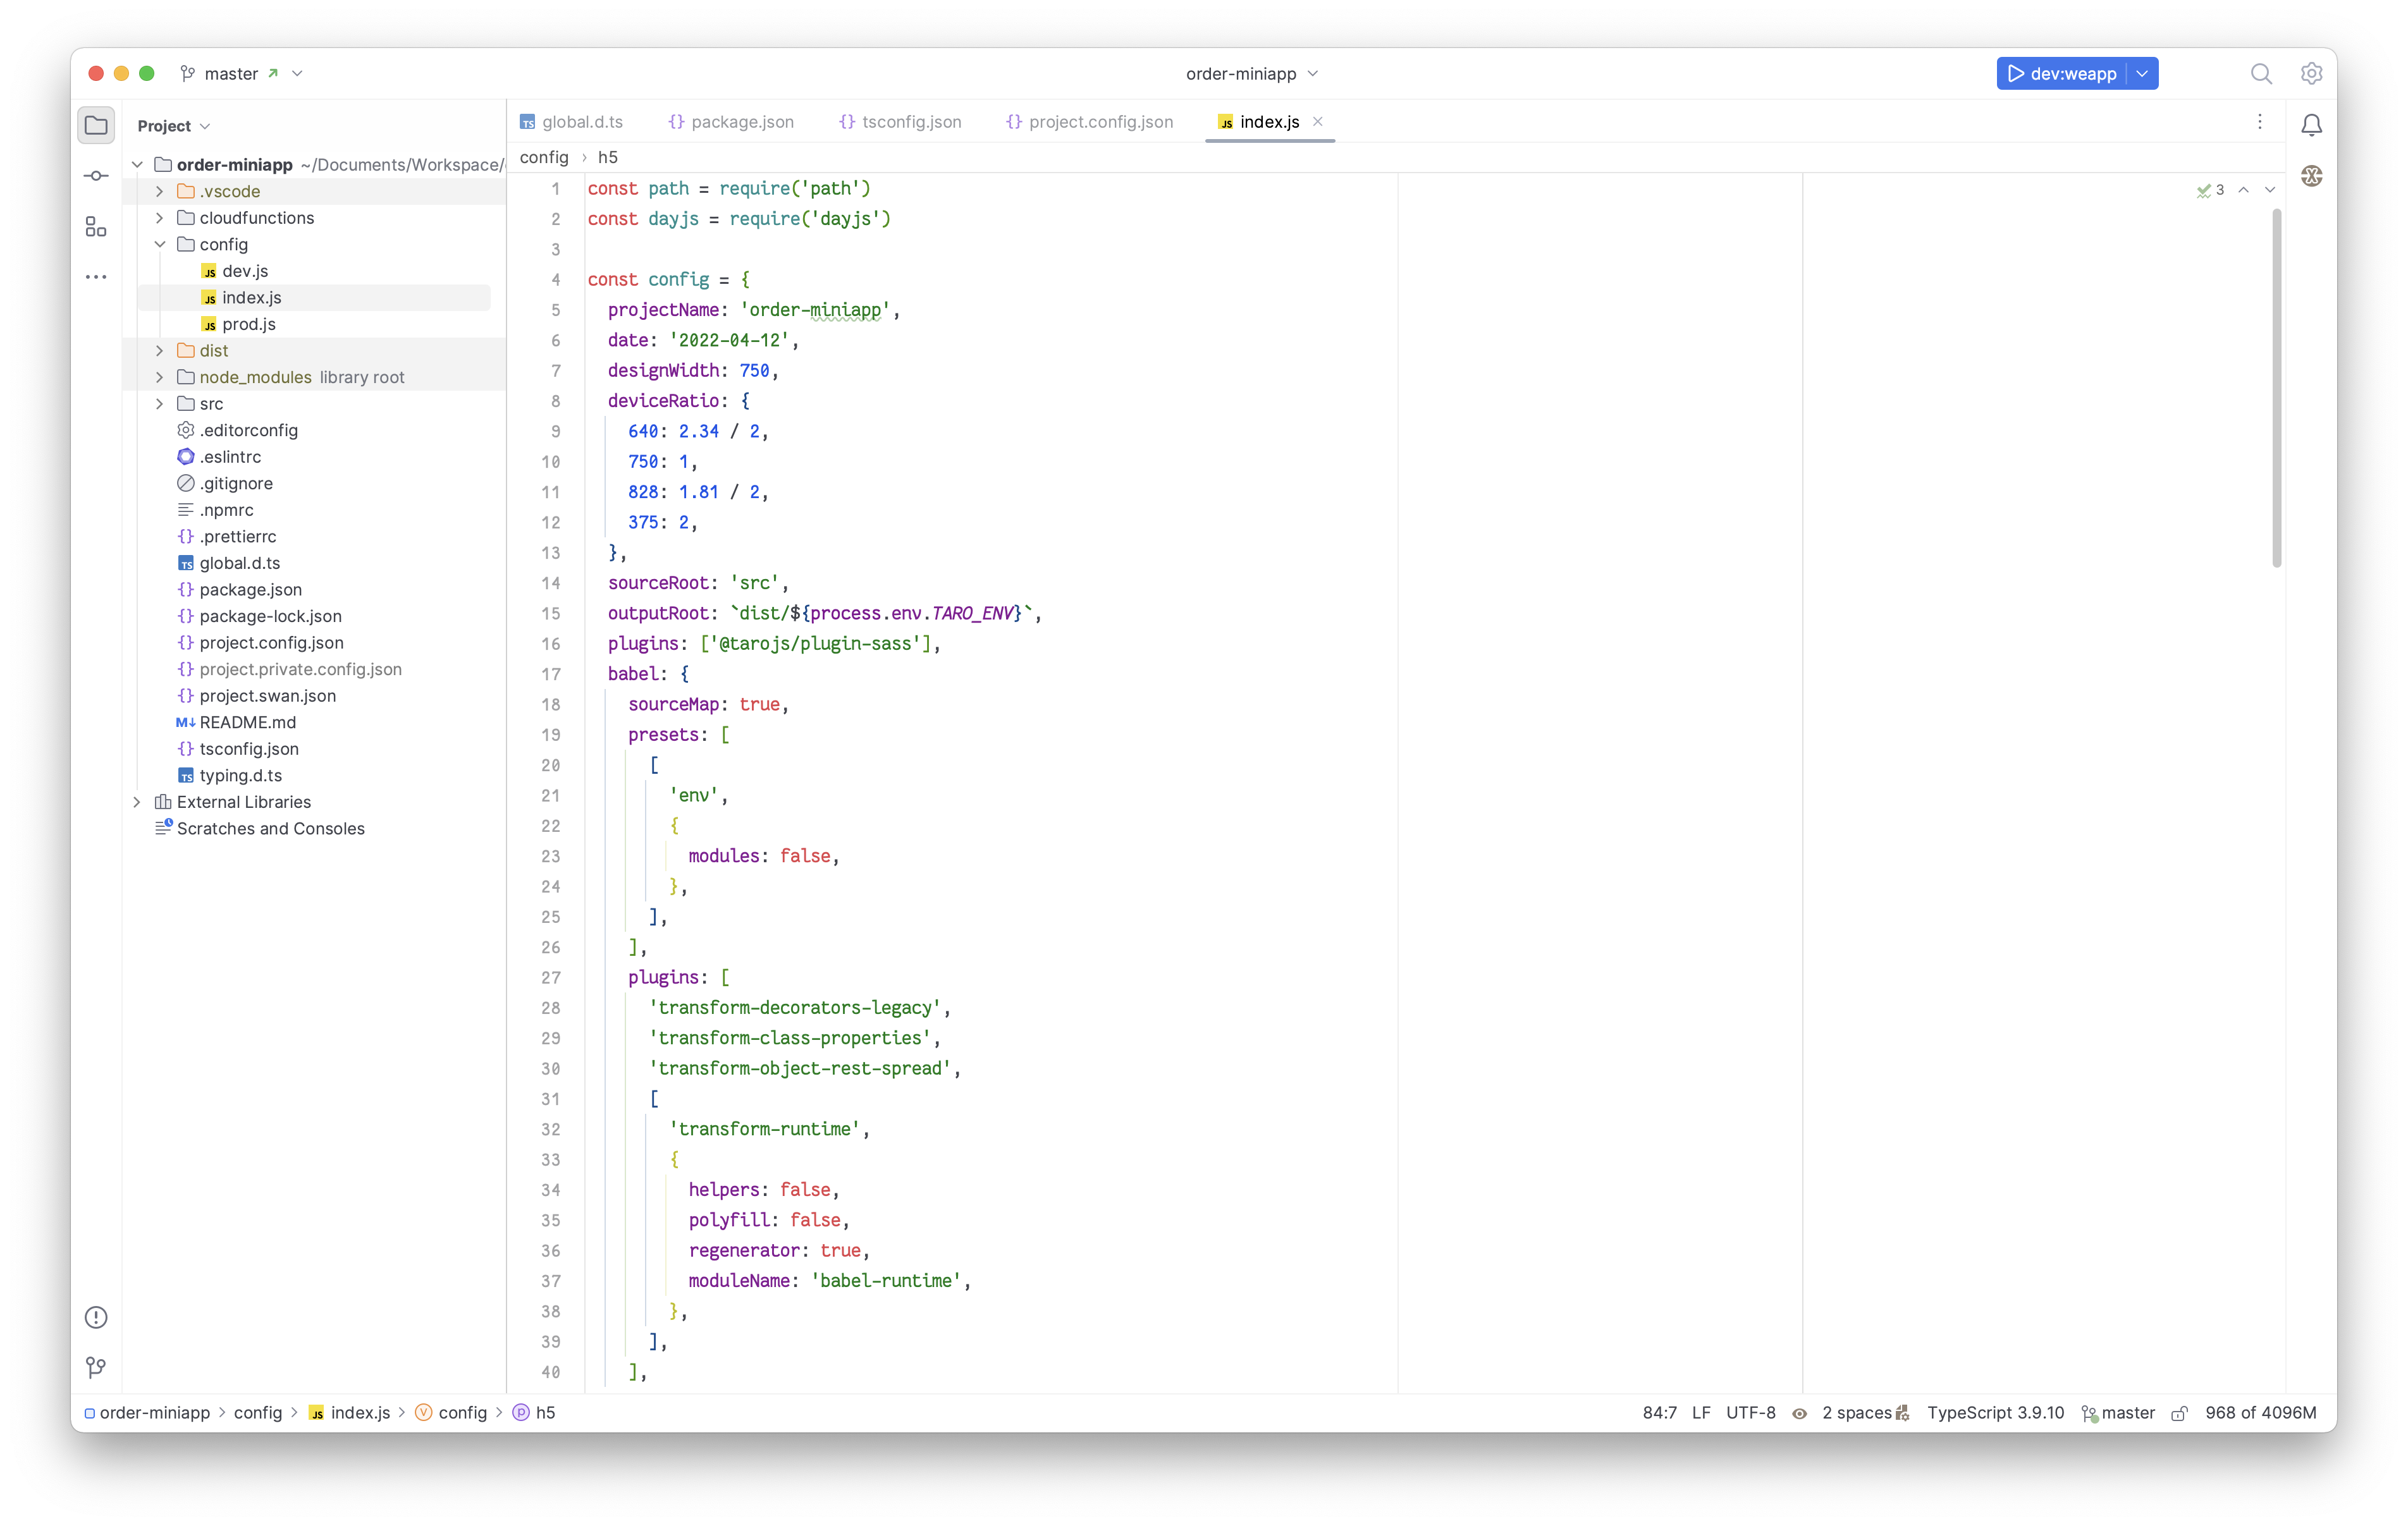 master
order-miniapp
dev:weapp
Project
global.d.ts
package.json
tsconfig.json
project.config.json
JS index.js
config › h5
order-miniapp ~/Documents/Workspace/
.vscode
cloudfunctions
config
JS dev.js
JS index.js
JS prod.js
dist
node_modules library root
src
.editorconfig
.eslintrc
.gitignore
.npmrc
{} .prettierrc
TS global.d.ts
{} package.json
{} package-lock.json
{} project.config.json
{} project.private.config.json
{} project.swan.json
M↓ README.md
{} tsconfig.json
TS typing.d.ts
External Libraries
Scratches and Consoles
3
1 const path = require('path')
2 const dayjs = require('dayjs')
3
4 const config = {
5 projectName: 'order-miniapp',
6 date: '2022-04-12',
7 designWidth: 750,
8 deviceRatio: {
9 640: 2.34 / 2,
10 750: 1,
11 828: 1.81 / 2,
12 375: 2,
13 },
14 sourceRoot: 'src',
15 outputRoot: `dist/${process.env.TARO_ENV}`,
16 plugins: ['@tarojs/plugin-sass'],
17 babel: {
18 sourceMap: true,
19 presets: [
20 [
21 'env',
22 {
23 modules: false,
24 },
25 ],
26 ],
27 plugins: [
28 'transform-decorators-legacy',
29 'transform-class-properties',
30 'transform-object-rest-spread',
31 [
32 'transform-runtime',
33 {
34 helpers: false,
35 polyfill: false,
36 regenerator: true,
37 moduleName: 'babel-runtime',
38 },
39 ],
40 ],
order-miniapp › config › JS index.js › V config › p h5
84:7 LF UTF-8 2 spaces TypeScript 3.9.10 master 968 of 4096M